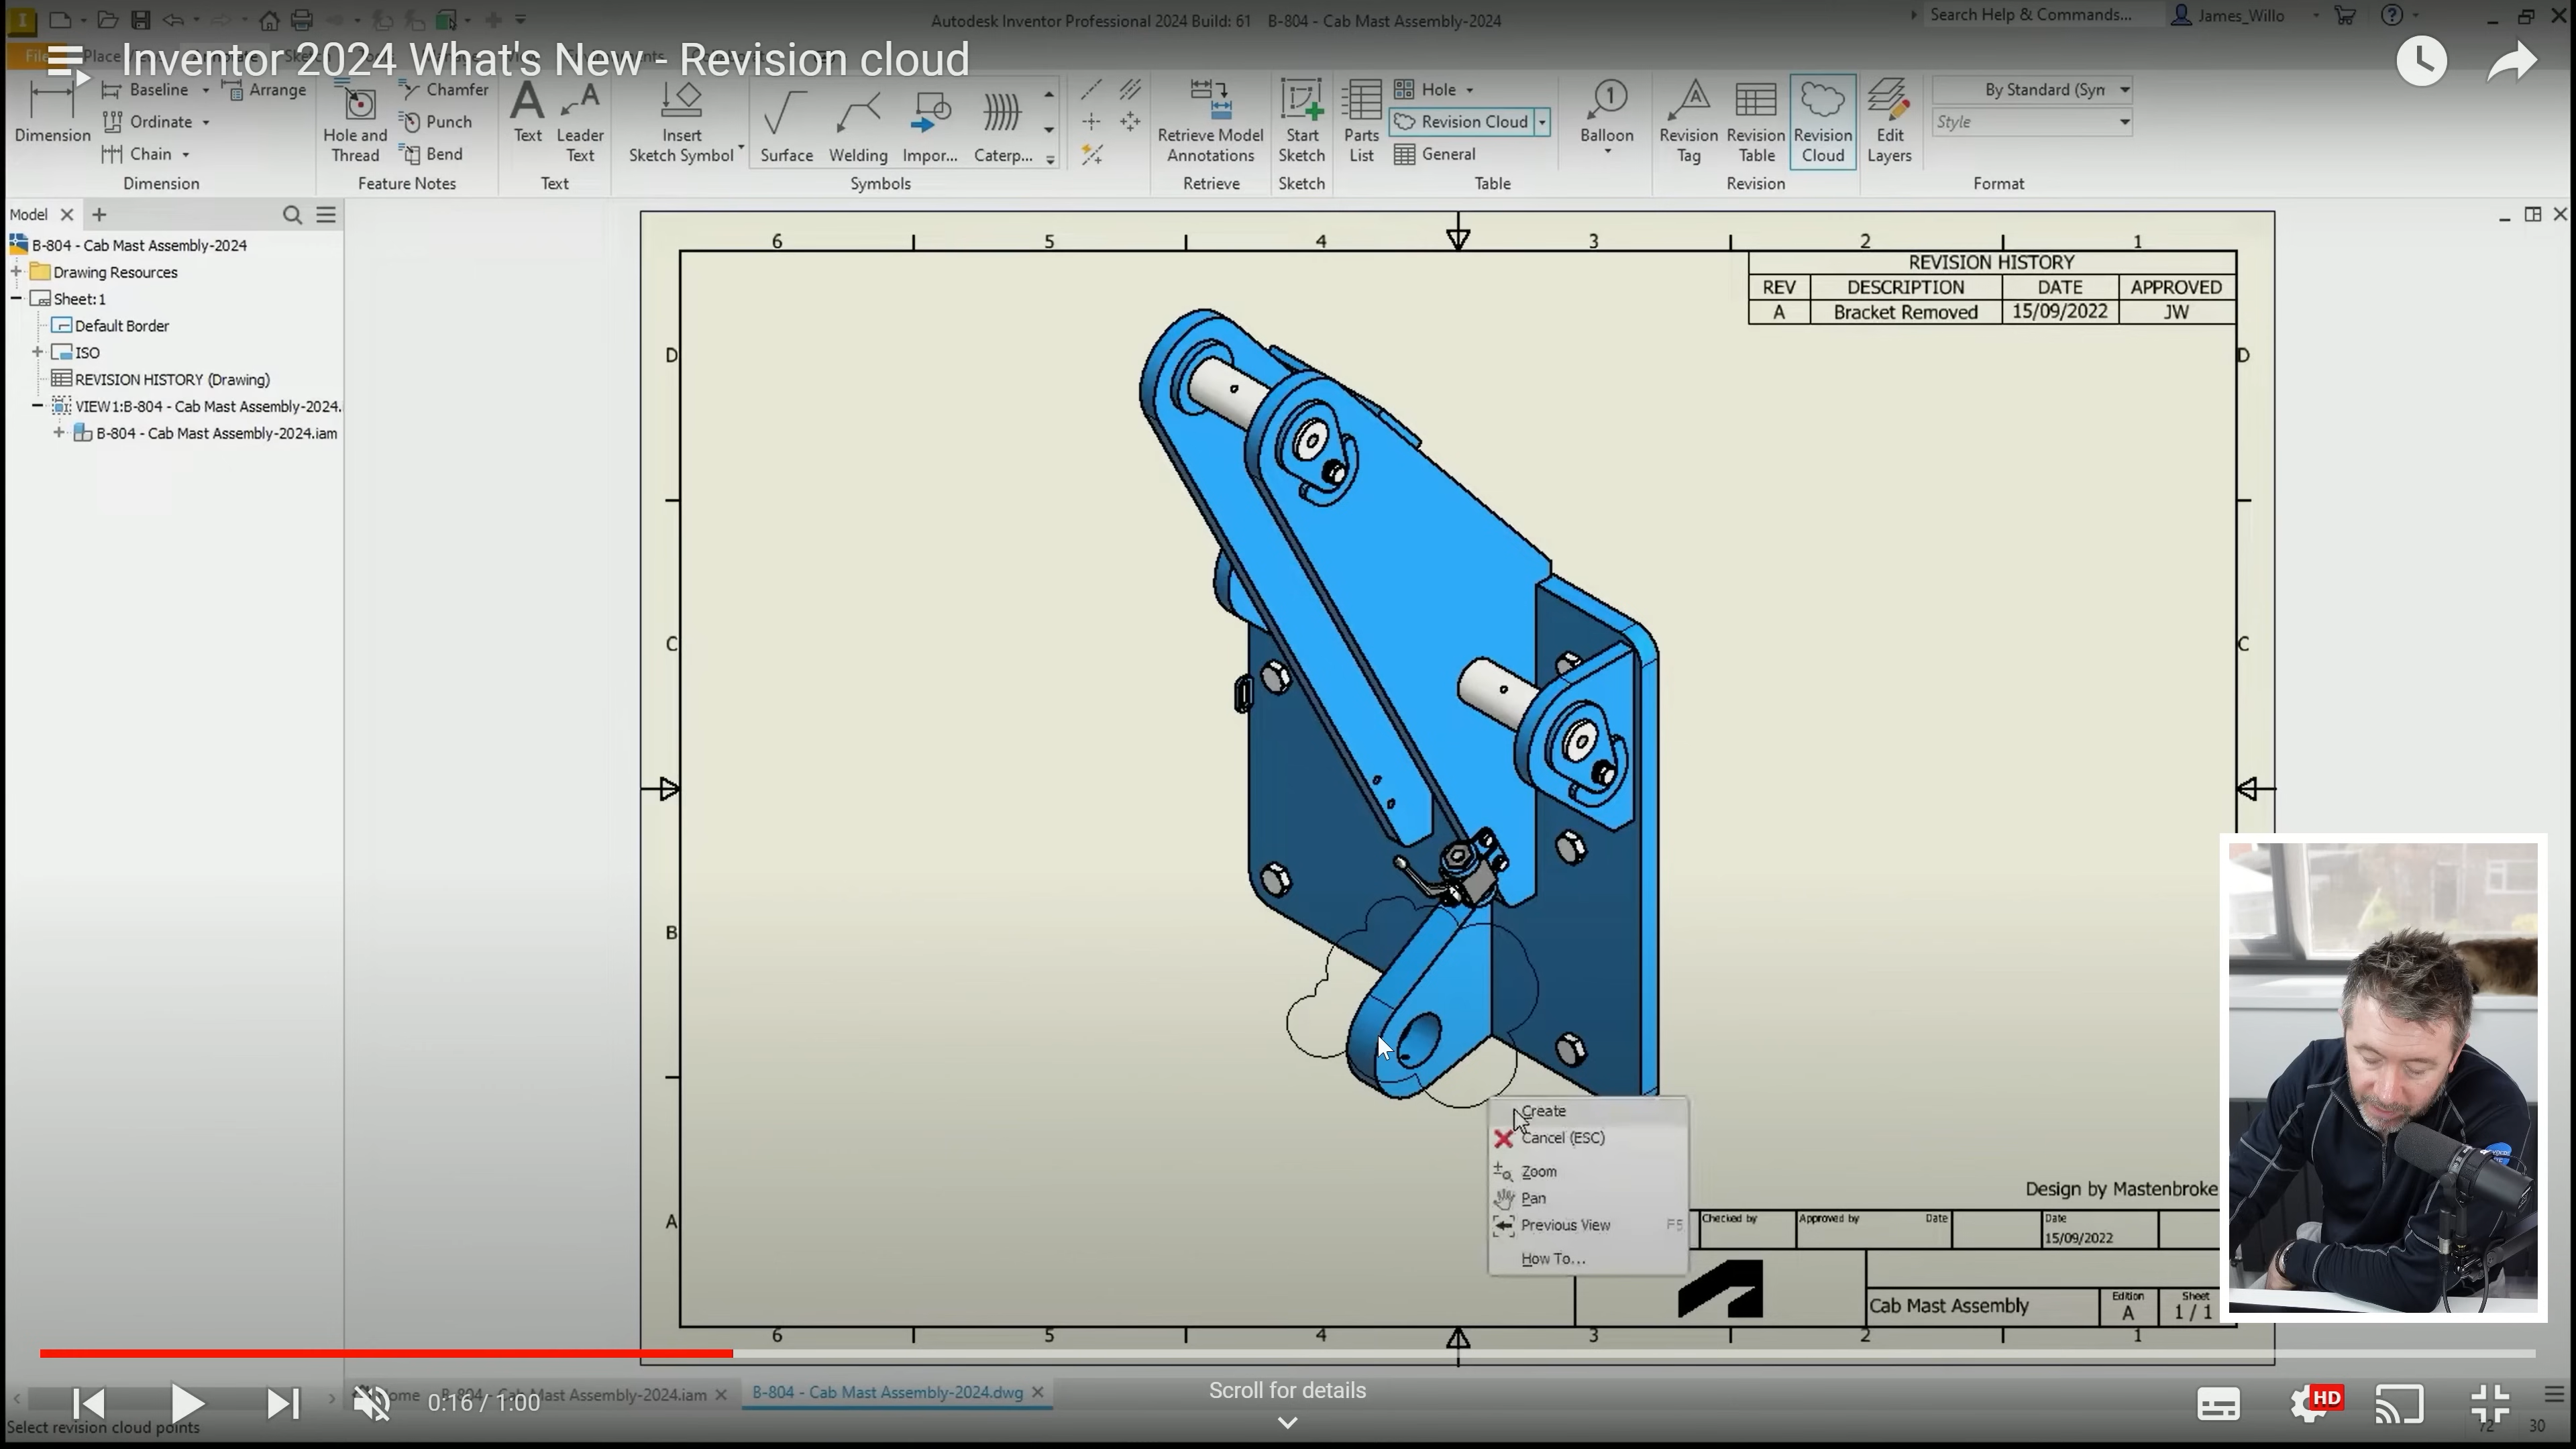 Autodesk Inventor Professional 2024 Build: 61 B-804 - Cab Mast Assembly-2024
Search Help & Commands...
James_Willo
Inventor 2024 What's New - Revision cloud
Dimension
Baseline
Ordinate
Chain
Arrange
Dimension
Hole and Thread
Chamfer
Punch
Bend
Feature Notes
Text
Leader Text
Text
Insert Sketch Symbol
Surface
Welding
Impor...
Caterp...
Symbols
Retrieve Model Annotations
Retrieve
Start Sketch
Sketch
Parts List
Hole
Revision Cloud
General
Table
Balloon
Revision Tag
Revision Table
Revision Cloud
Revision
Edit Layers
By Standard (Syn
Style
Format
Model
B-804 - Cab Mast Assembly-2024
Drawing Resources
Sheet:1
Default Border
ISO
REVISION HISTORY (Drawing)
VIEW1:B-804 - Cab Mast Assembly-2024.
B-804 - Cab Mast Assembly-2024.iam
6 5 4 3 2 1
REVISION HISTORY
REV DESCRIPTION DATE APPROVED
A Bracket Removed 15/09/2022 JW
D D
C C
B
A
Create
Cancel (ESC)
Zoom
Pan
Previous View F5
How To...
Design by Mastenbroke
Checked by Approved by Date Date
15/09/2022
Cab Mast Assembly
Edition
A
Sheet
1 / 1
6 5 4 3 2 1
B-804 - Cab Mast Assembly-2024.iam
B-804 - Cab Mast Assembly-2024.dwg
0:16 / 1:00
Scroll for details
HD
Select revision cloud points
72 30